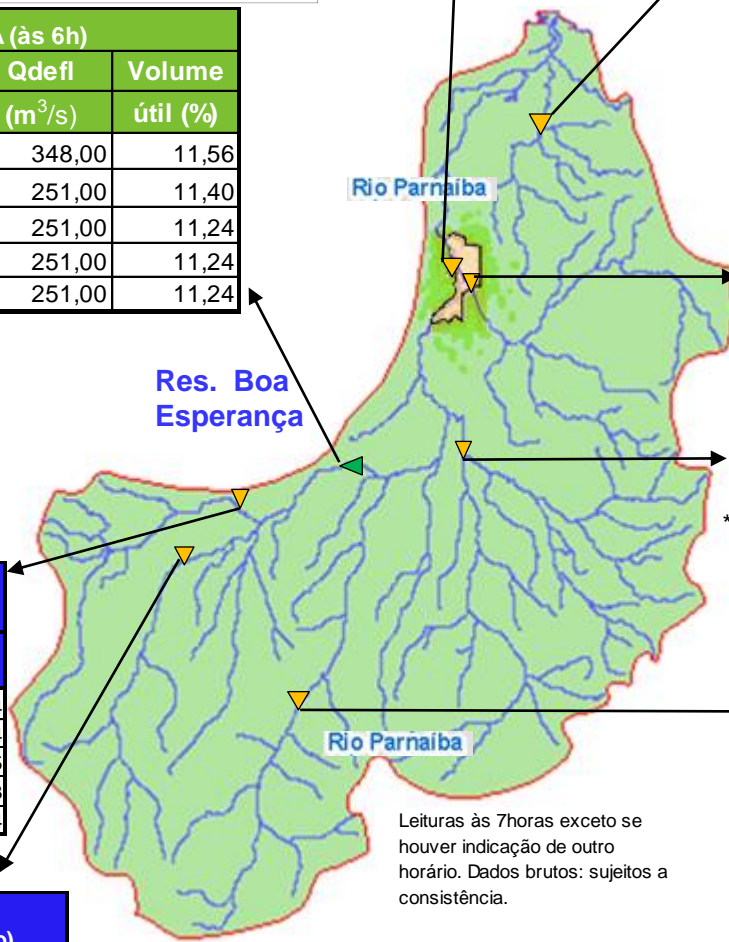 (às 6h)
Qdefl Volume
(m³/s) útil (%)
348,00 11,56
251,00 11,40
251,00 11,24
251,00 11,24
251,00 11,24
Rio Parnaíba
Res. Boa
Esperança
*
Rio Parnaíba
Leituras às 7horas exceto se
houver indicação de outro
horário. Dados brutos: sujeitos a
consistência.